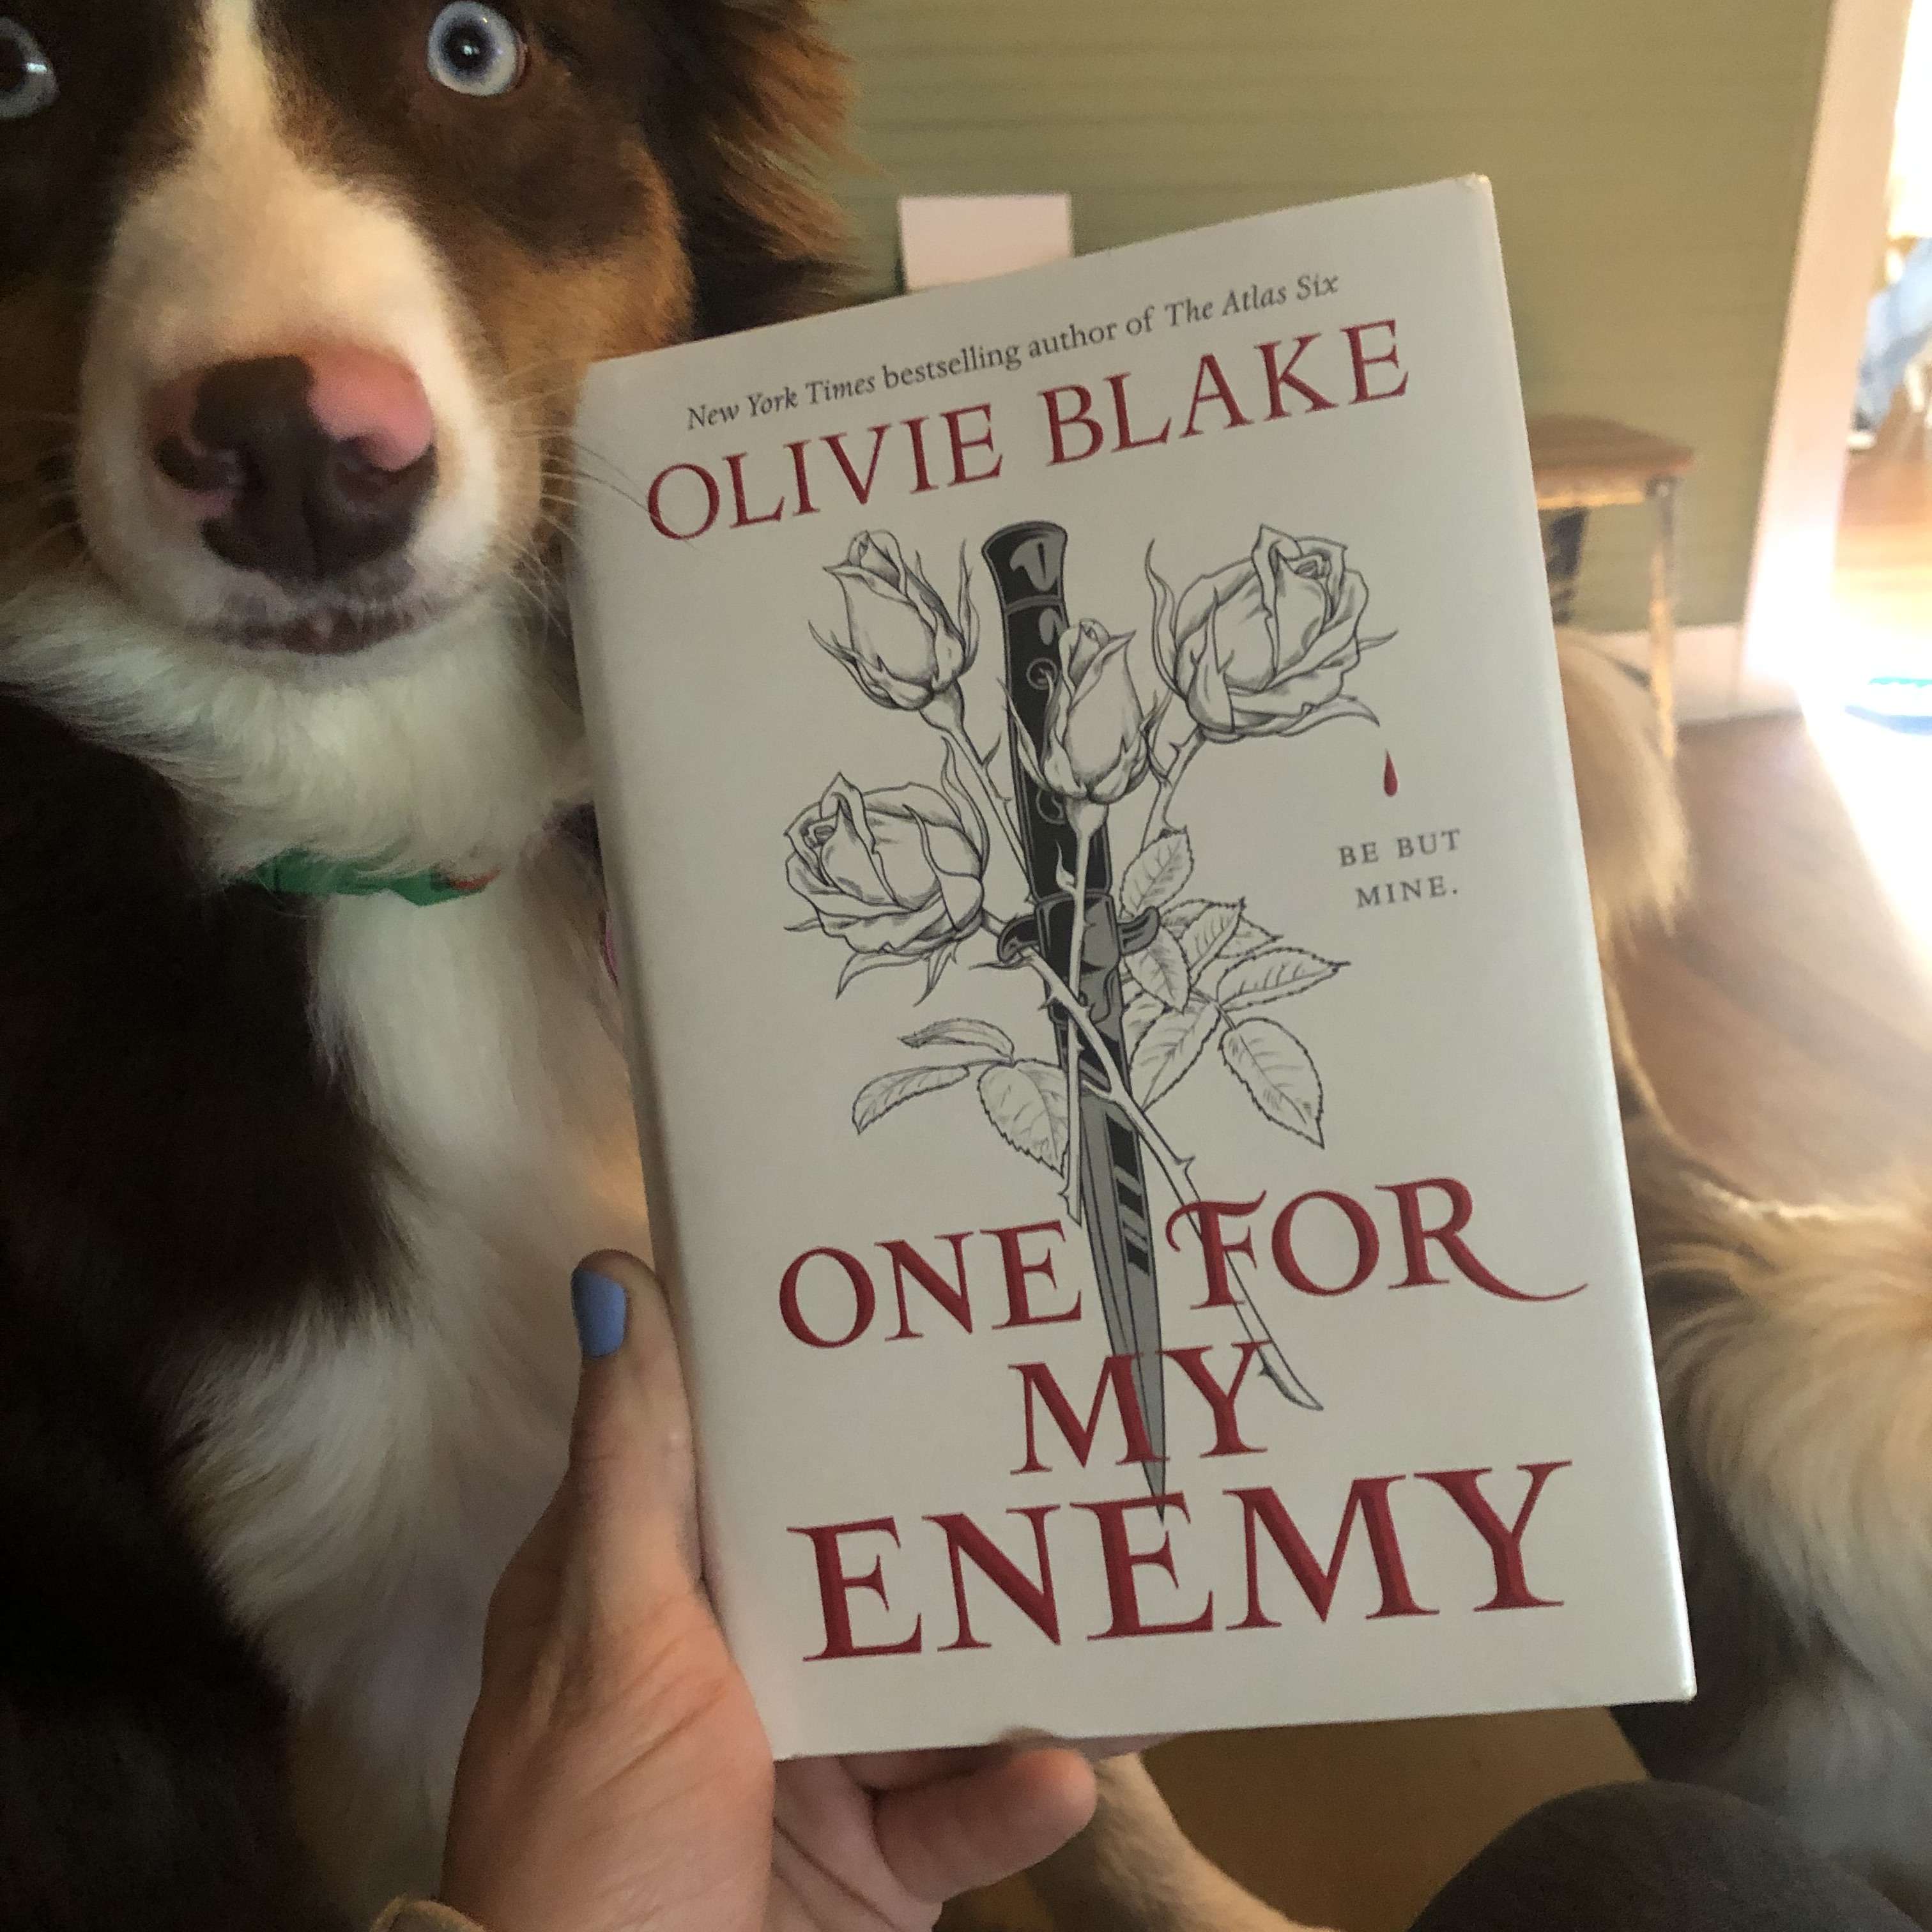 New York Times bestselling author of The Atlas Six
OLIVIE BLAKE
BE BUT
MINE.
ONE FOR
MY
ENEMY